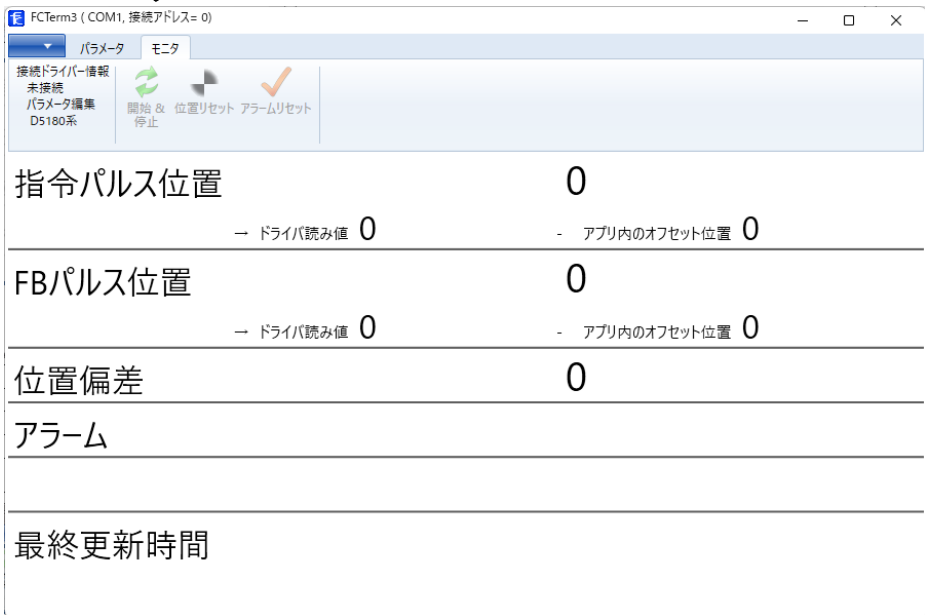 FCTerm3 ( COM1, 接続アドレス= 0)
パラメータ モニタ
接続ドライバー情報
未接続
パラメータ編集
D5180系
開始 &
停止
位置リセット
アラームリセット
指令パルス位置 0
→ ドライバ読み値 0 - アプリ内のオフセット位置 0
FBパルス位置 0
→ ドライバ読み値 0 - アプリ内のオフセット位置 0
位置偏差 0
アラーム
最終更新時間